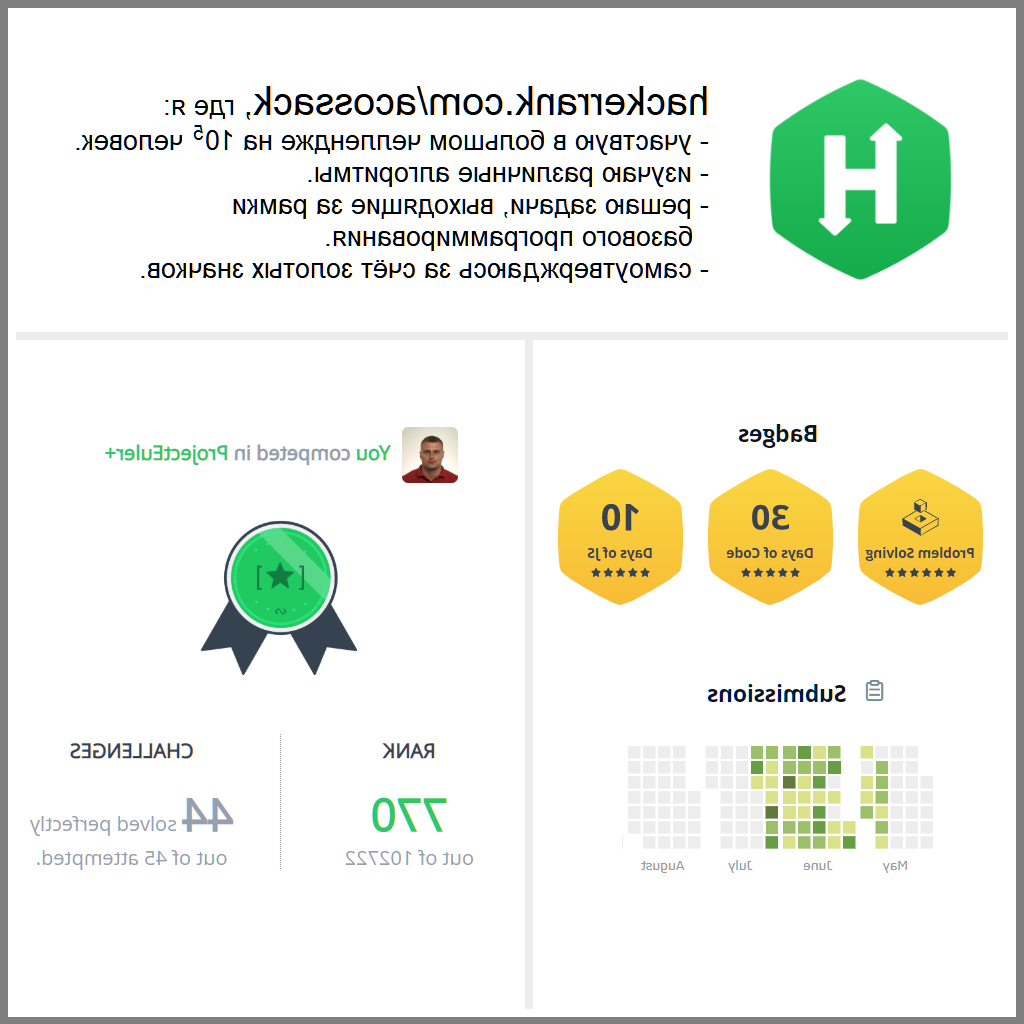 hackerrank.com/acossack, где я:
- участвую в большом челлендже на 10⁵ человек.
- изучаю различные алгоритмы.
- решаю задачи, выходящие за рамки
базового программирования.
- самоутверждаюсь за счёт золотых значков.
Badges
Problem Solving
30
Days of Code
10
Days of JS
Submissions
May June July August
You competed in ProjectEuler+
RANK
770
out of 102722
CHALLENGES
44 solved perfectly
out of 45 attempted.